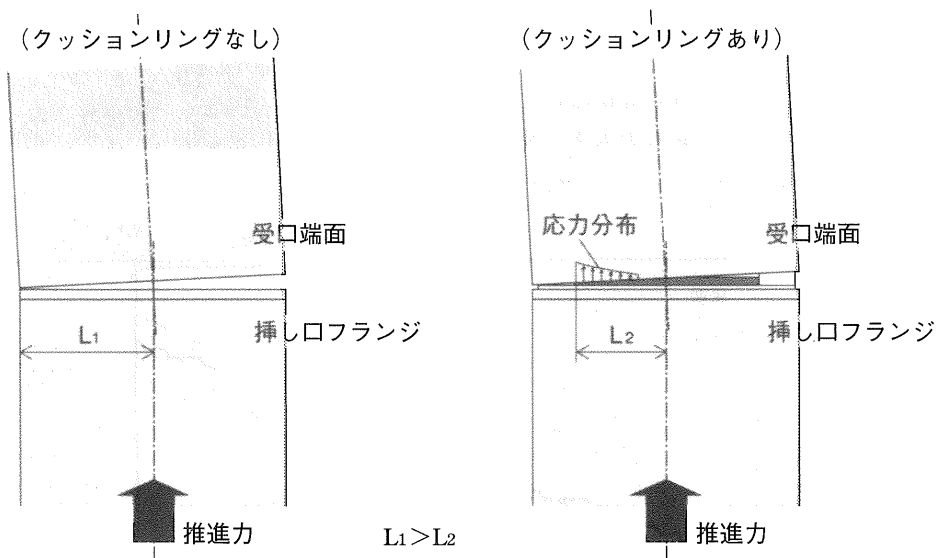 (クッションリングなし)
(クッションリングあり)
受口端面
応力分布
受口端面
L1
挿し口フランジ
L2
挿し口フランジ
推進力
L1>L2
推進力